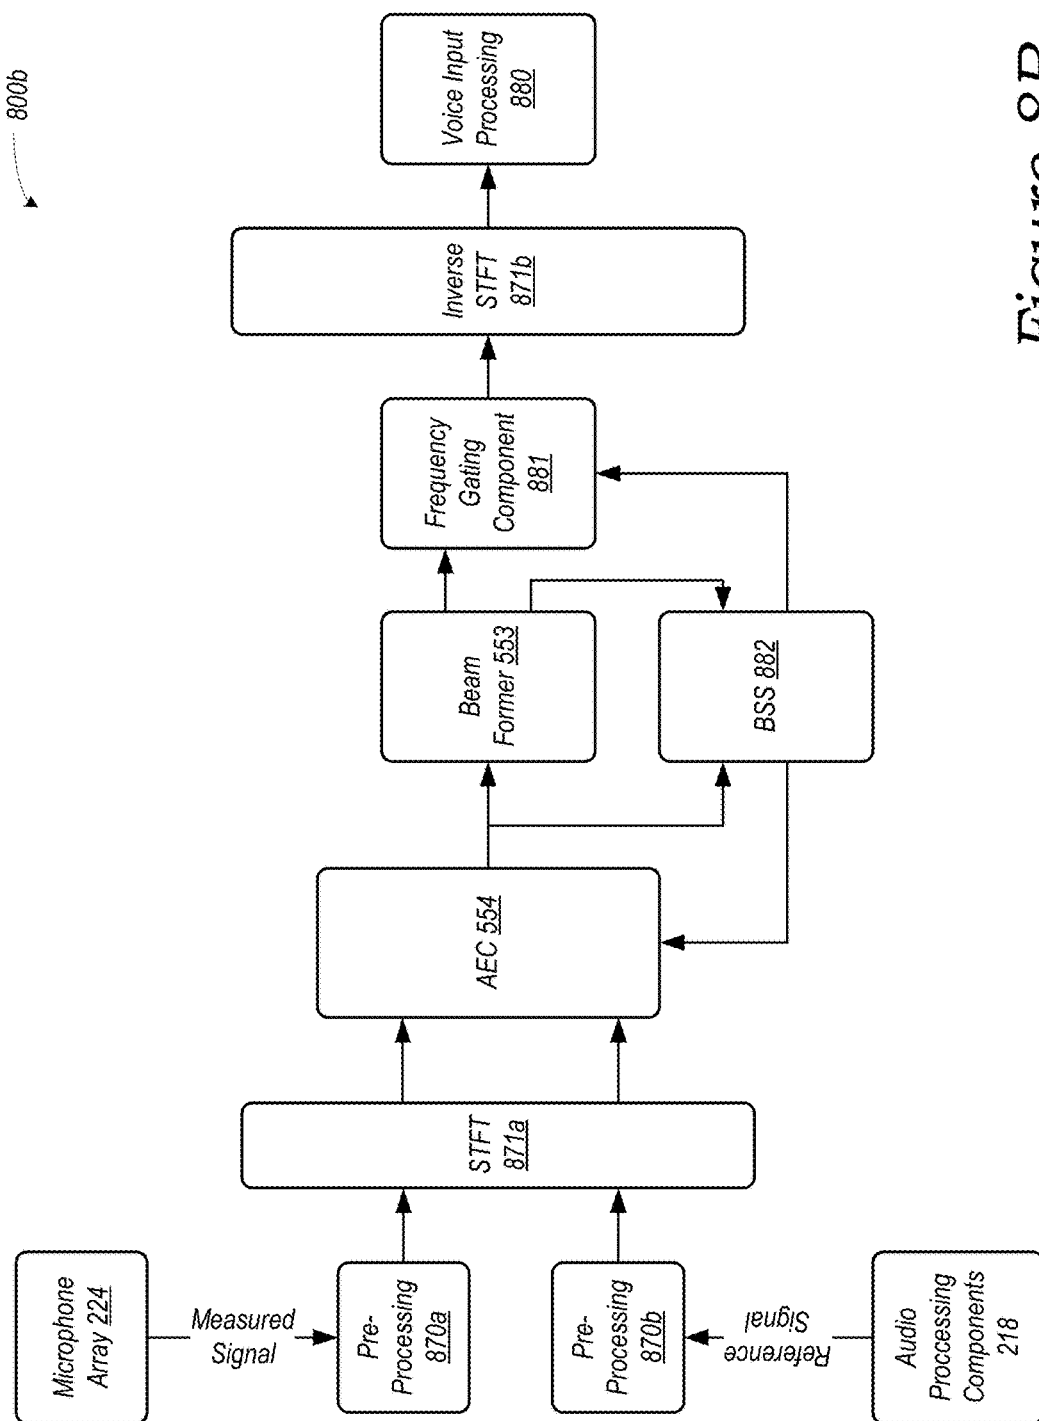 800b
Microphone
Array 224
Measured
Signal
Pre-
Processing
870a
Pre-
Processing
870b
Reference
Signal
Audio
Proccessing
Components
218
STFT
871a
AEC 554
Beam
Former 553
BSS 882
Frequency
Gating
Component
881
Inverse
STFT
871b
Voice Input
Processing
880
Figure 8B